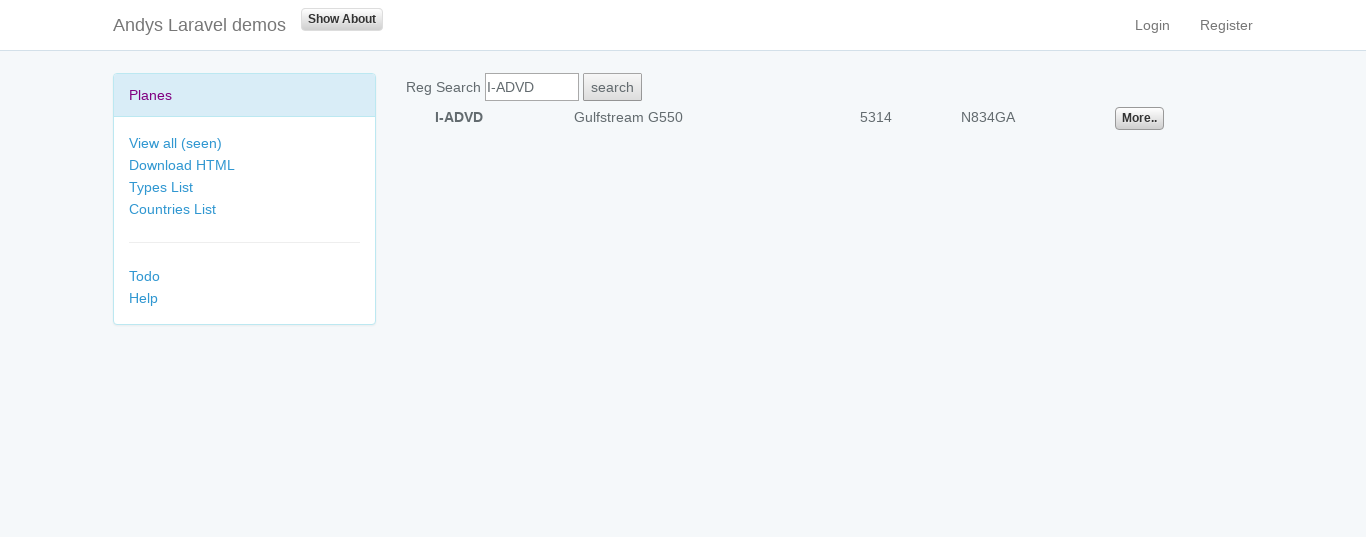 Andys Laravel demos Show About Login Register
Planes
View all (seen)
Download HTML
Types List
Countries List
Todo
Help
Reg Search I-ADVD search
I-ADVD Gulfstream G550 5314 N834GA More..